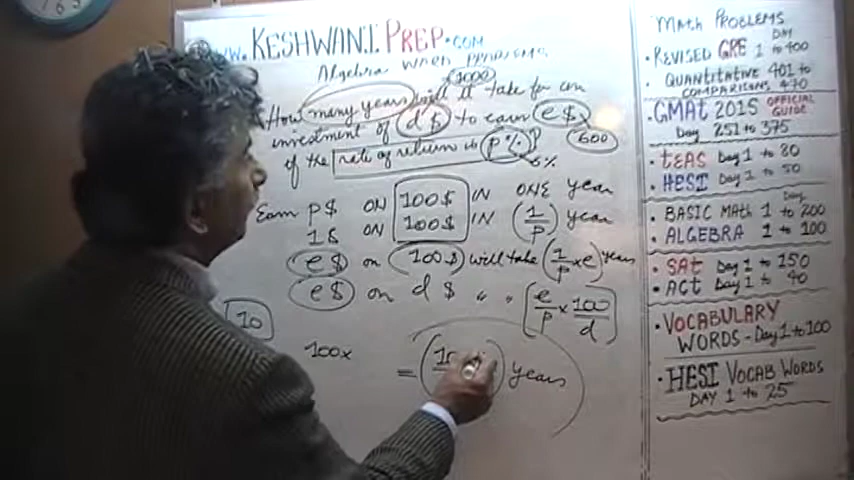 WWW. KESHWANI PREP.COM
Algebra WORD PROBLEMS
1000
How many years will it take for an
investment of d$ to earn e$
600
if the rate of return is p% ?
6%
Earn p$ ON 100$ IN ONE year
1$ ON 100$ IN (1/p) year
e$ on 100$ will take (1/p x e) years
e$ on d$ " " [e/p x 100/d]
10
100x
= (10 ) years
MATH PROBLEMS
DAY
• REVISED GRE 1 to 400
• QUANTITATIVE 401 to
COMPARISONS 470
• GMAT 2015 OFFICIAL GUIDE
Day 251 to 375
• TEAS Day 1 to 80
• HESI Day 1 to 50
Day
• BASIC MATH 1 to 200
• ALGEBRA 1 to 100
• SAT Day 1 to 150
• ACT Day 1 to 40
• VOCABULARY
WORDS - Day 1 to 100
• HESI VOCAB WORDS
DAY 1 to 25